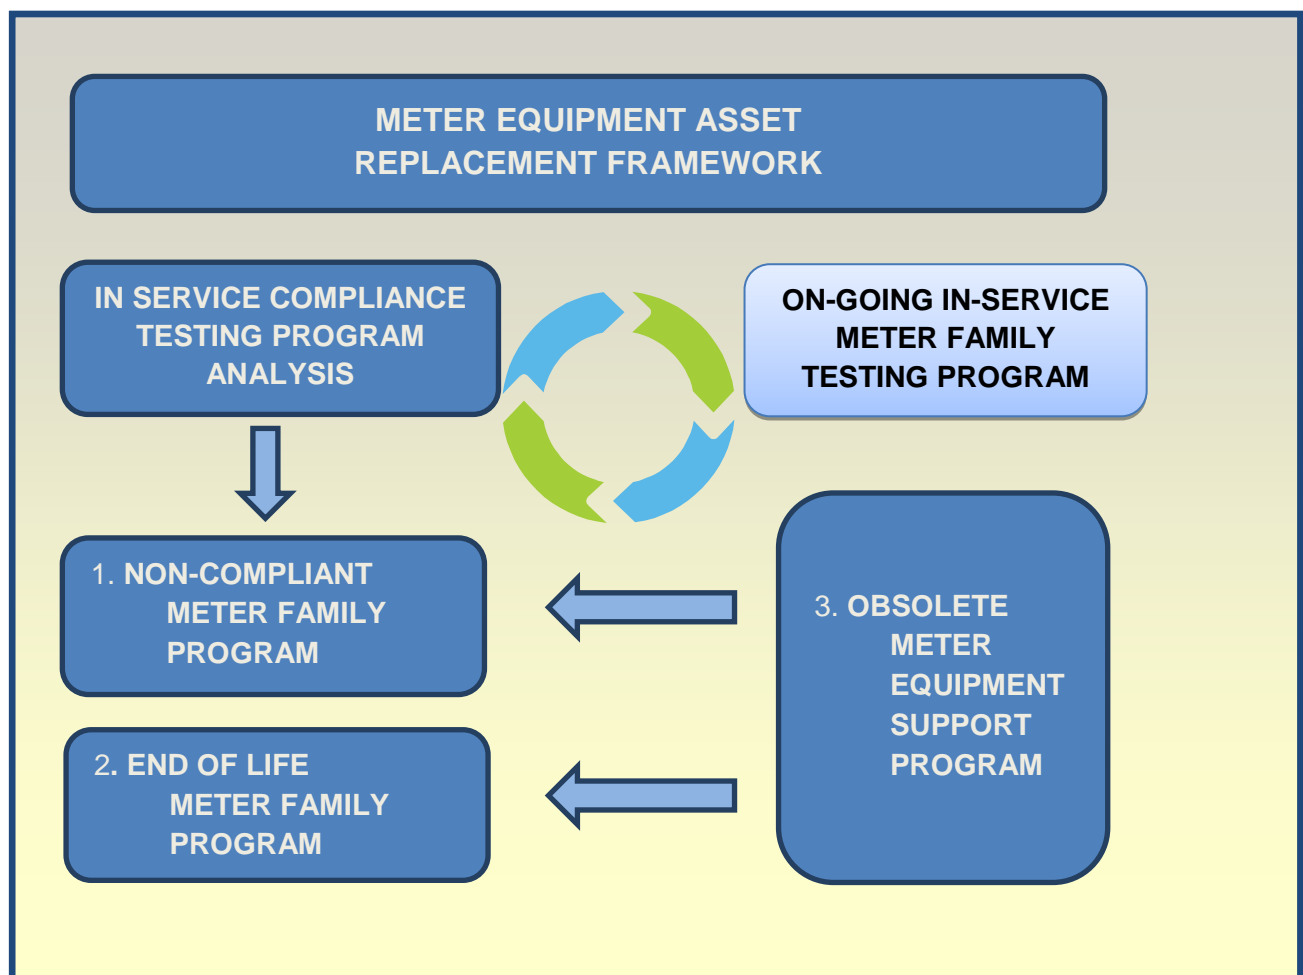 METER EQUIPMENT ASSET
REPLACEMENT FRAMEWORK
IN SERVICE COMPLIANCE
TESTING PROGRAM
ANALYSIS
ON-GOING IN-SERVICE
METER FAMILY
TESTING PROGRAM
1. NON-COMPLIANT
METER FAMILY
PROGRAM
2. END OF LIFE
METER FAMILY
PROGRAM
3. OBSOLETE
METER
EQUIPMENT
SUPPORT
PROGRAM